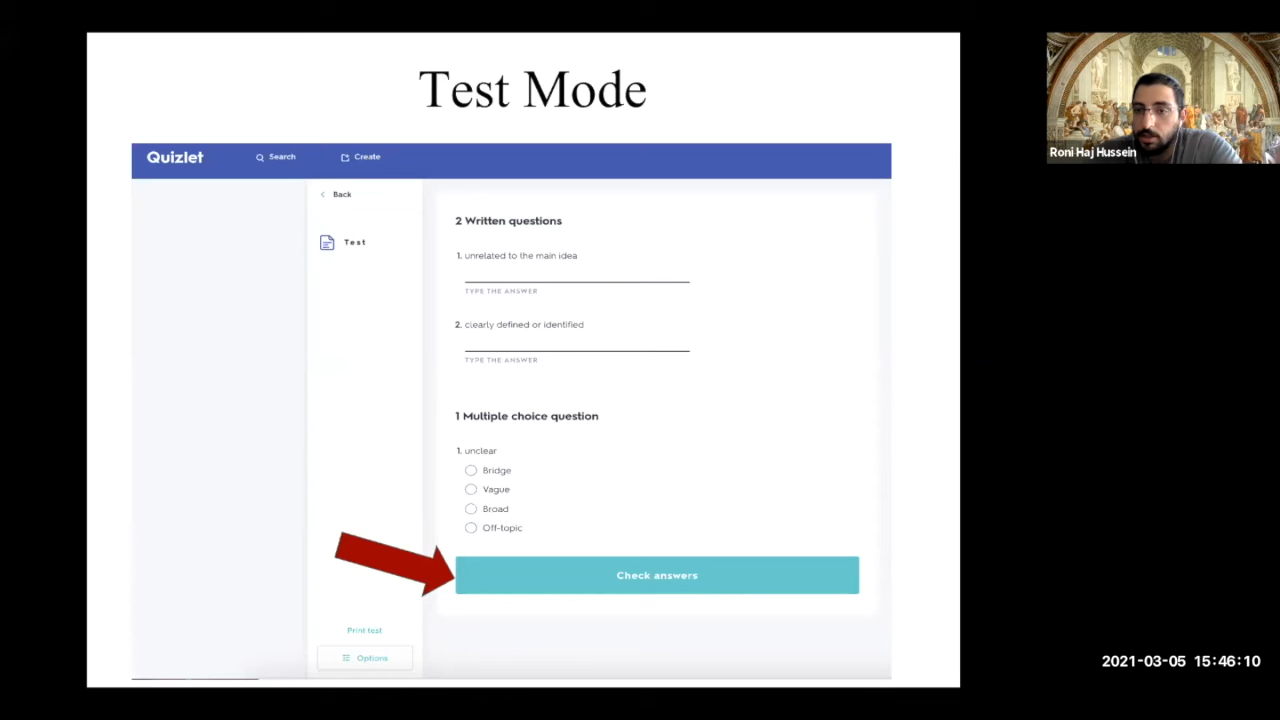 Test Mode
Quizlet
Search
Create
Back
Test
2 Written questions
1. unrelated to the main idea
TYPE THE ANSWER
2. clearly defined or identified
TYPE THE ANSWER
1 Multiple choice question
1. unclear
Bridge
Vague
Broad
Off-topic
Check answers
Print test
Options
Roni Haj Hussein
2021-03-05 15:46:10